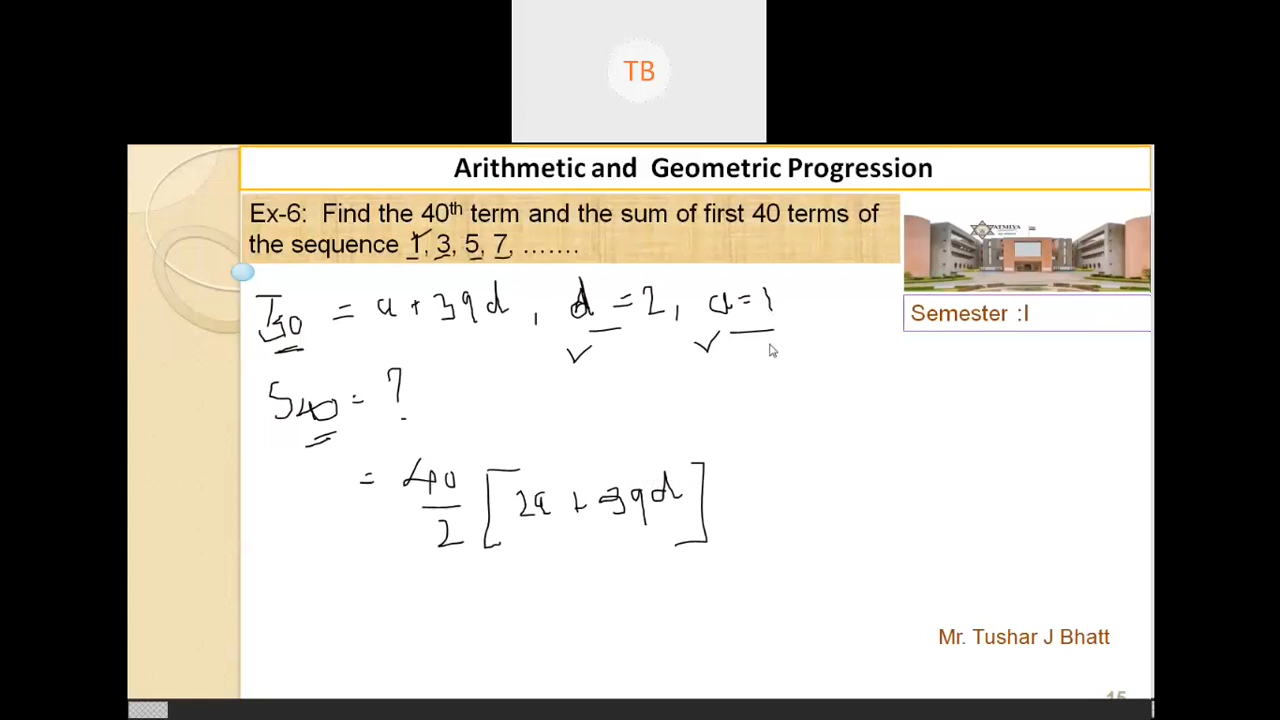 TB
Arithmetic and Geometric Progression
Ex-6: Find the 40th term and the sum of first 40 terms of
the sequence 1, 3, 5, 7, .......
T40 = a + 39d , d = 2, a = 1
Semester :I
S40 = ?
= 40/2 [2a + 39d]
Mr. Tushar J Bhatt
15